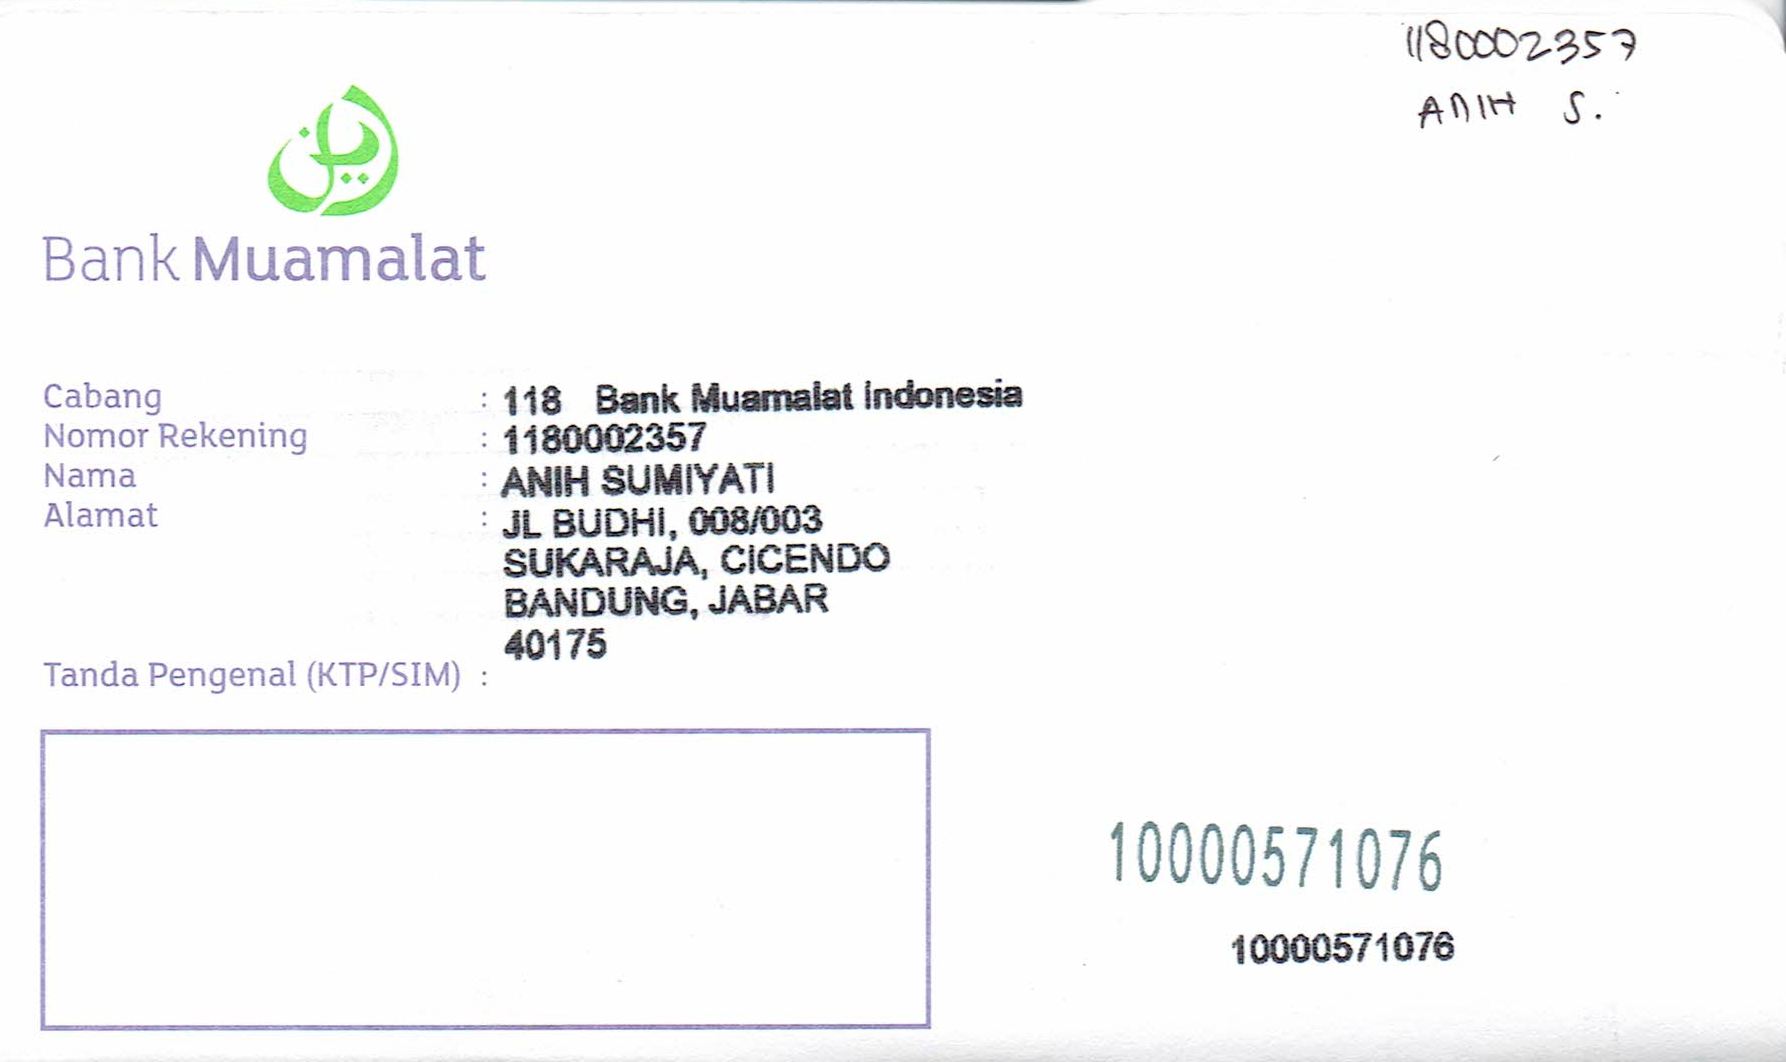 1180002357
ANIH S.
Bank Muamalat
Cabang : 118 Bank Muamalat Indonesia
Nomor Rekening : 1180002357
Nama : ANIH SUMIYATI
Alamat : JL BUDHI, 008/003
SUKARAJA, CICENDO
BANDUNG, JABAR
40175
Tanda Pengenal (KTP/SIM) :
10000571076
10000571076